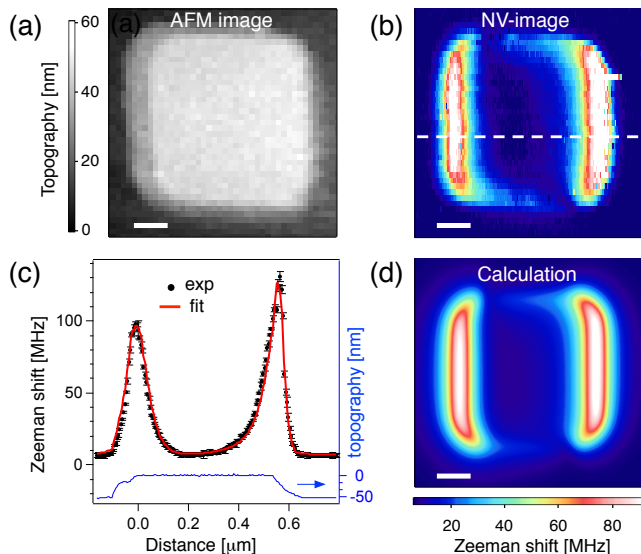 (a)
(a)
AFM image
60
40
20
0
Topography [nm]
(b)
NV-image
(c)
exp
fit
100
80
40
0
Zeeman shift [MHz]
0
-50
topography [nm]
0.0
0.2
0.4
0.6
Distance [µm]
(d)
Calculation
20
40
60
80
Zeeman shift [MHz]